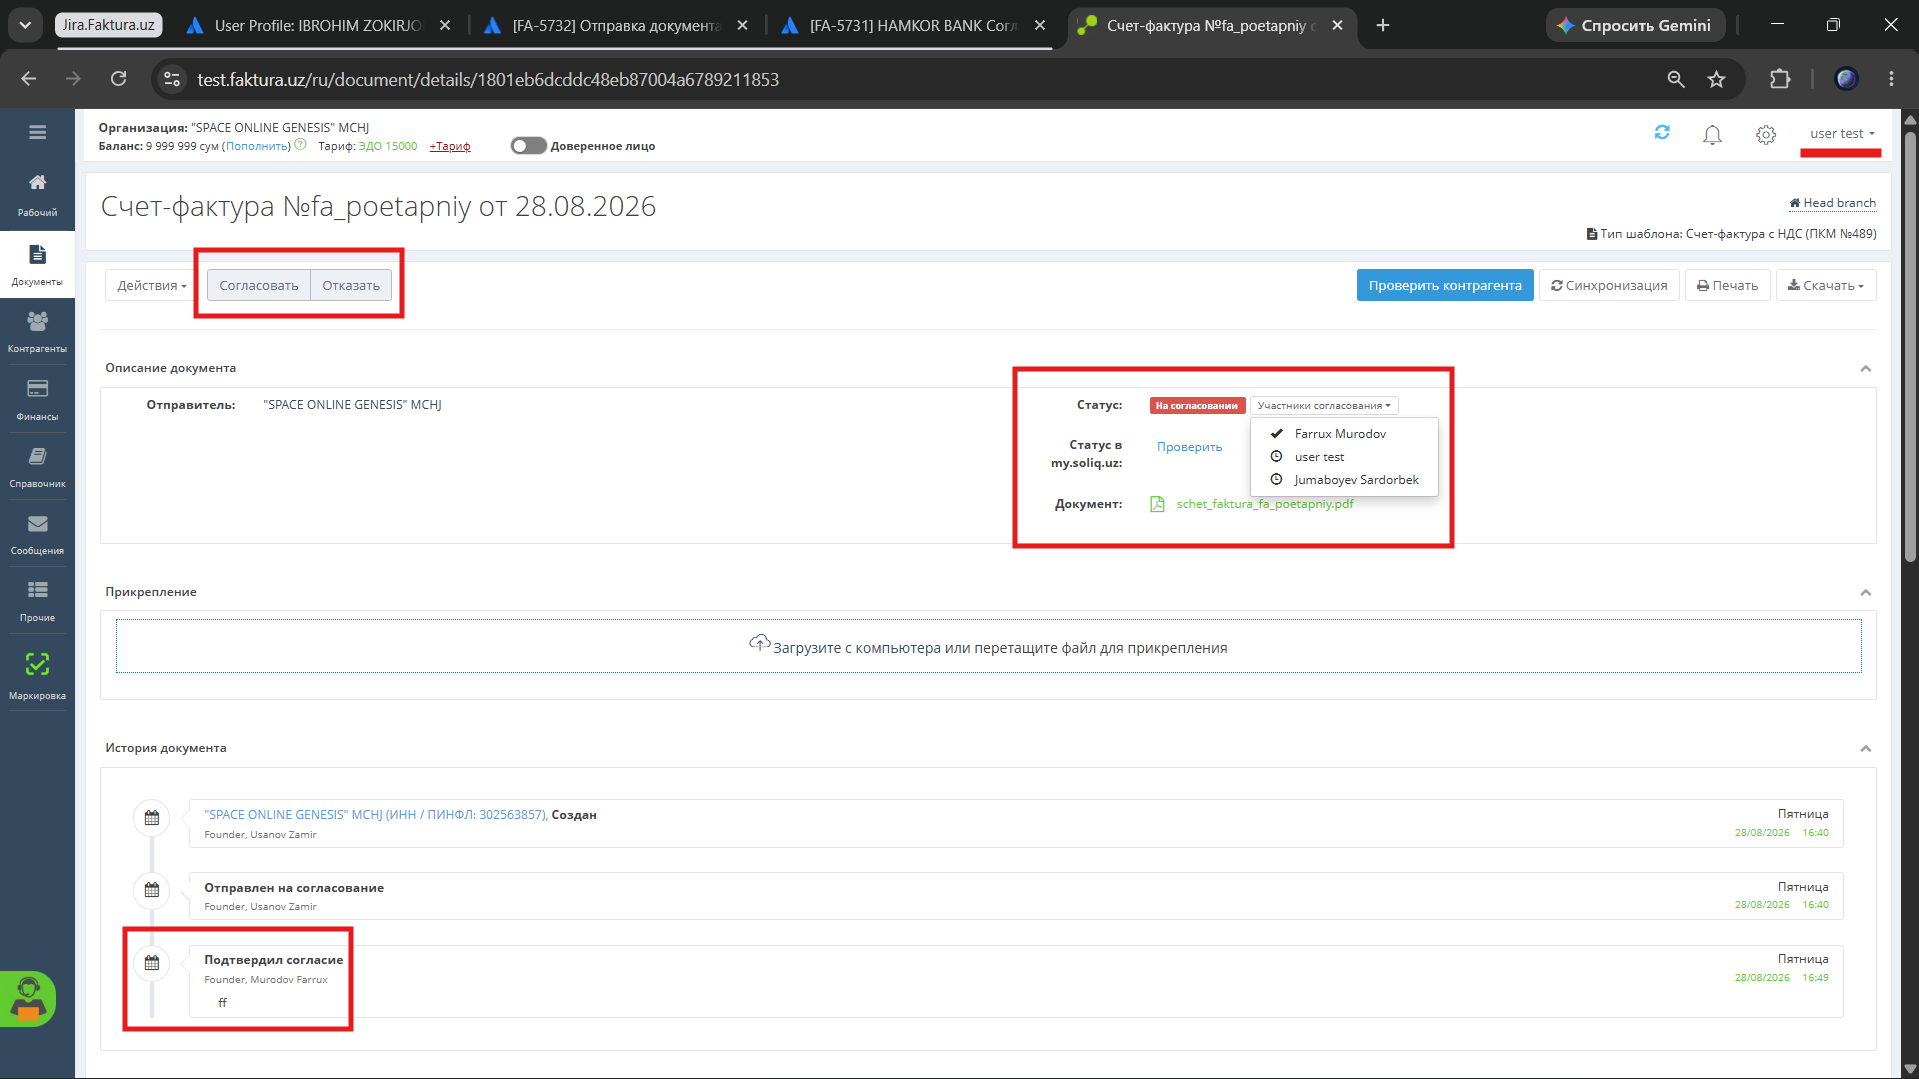 Jira.Faktura.uz
User Profile: IBROHIM ZOKIRJO
[FA-5732] Отправка документа
[FA-5731] HAMKOR BANK Согл
Счет-фактура №fa_poetapniy о
Спросить Gemini
test.faktura.uz/ru/document/details/1801eb6dcddc48eb87004a6789211853
Организация: "SPACE ONLINE GENESIS" MCHJ
Баланс: 9 999 999 сум (Пополнить) ? Тариф: ЭДО 15000 +Тариф
Доверенное лицо
user test
Рабочий
Документы
Контрагенты
Финансы
Справочник
Сообщения
Прочие
Маркировка
Счет-фактура №fa_poetapniy от 28.08.2026
Head branch
Тип шаблона: Счет-фактура с НДС (ПКМ №489)
Действия
Согласовать
Отказать
Проверить контрагента
Синхронизация
Печать
Скачать
Описание документа
Отправитель: "SPACE ONLINE GENESIS" MCHJ
Статус: На согласовании Участники согласования
Farrux Murodov
user test
Jumaboyev Sardorbek
Статус в
my.soliq.uz:
Проверить
Документ: schet_faktura_fa_poetapniy.pdf
Прикрепление
Загрузите с компьютера или перетащите файл для прикрепления
История документа
"SPACE ONLINE GENESIS" MCHJ (ИНН / ПИНФЛ: 302563857), Создан
Founder, Usanov Zamir
Пятница
28/08/2026 16:40
Отправлен на согласование
Founder, Usanov Zamir
Пятница
28/08/2026 16:40
Подтвердил согласие
Founder, Murodov Farrux
ff
Пятница
28/08/2026 16:49